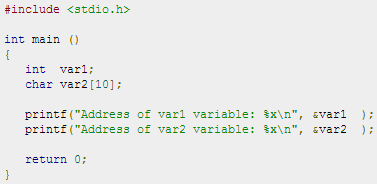 #include <stdio.h>
int main ()
{
int  var1;
char var2[10];
printf("Address of var1 variable: %x\n", &var1  );
printf("Address of var2 variable: %x\n", &var2  );
return 0;
}